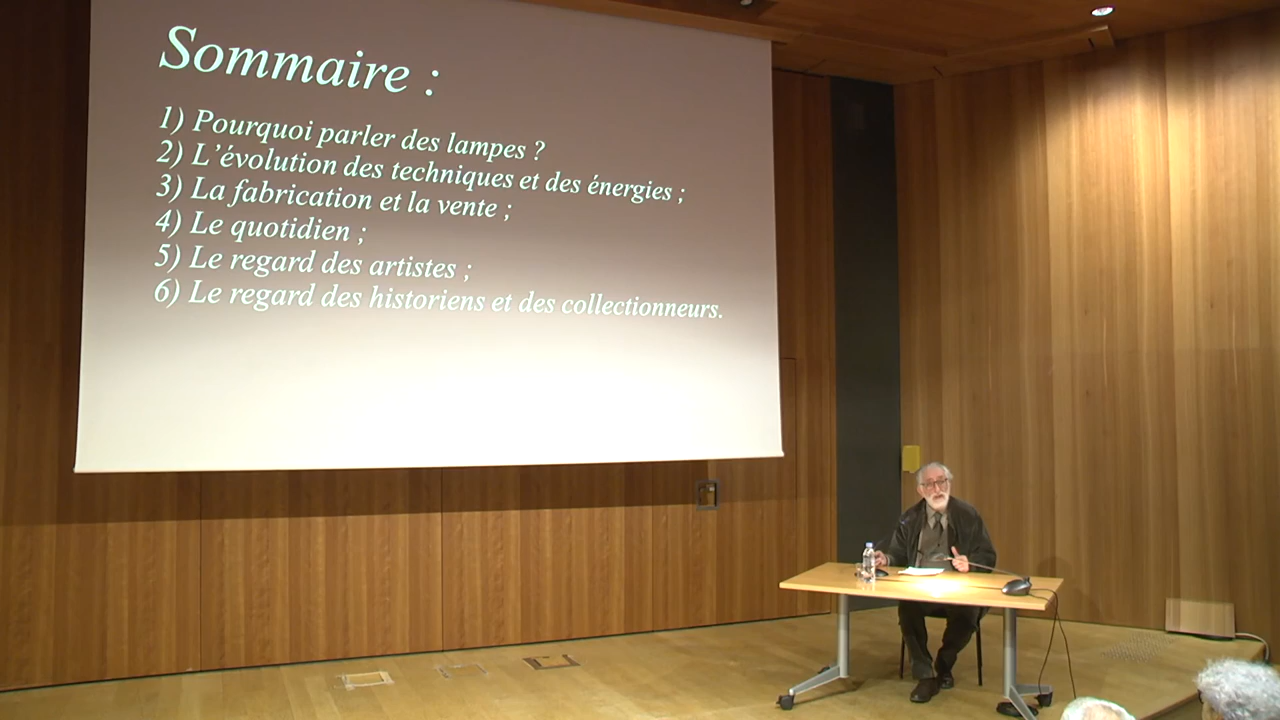 Sommaire :
1) Pourquoi parler des lampes ?
2) L'évolution des techniques et des énergies ;
3) La fabrication et la vente ;
4) Le quotidien ;
5) Le regard des artistes ;
6) Le regard des historiens et des collectionneurs.